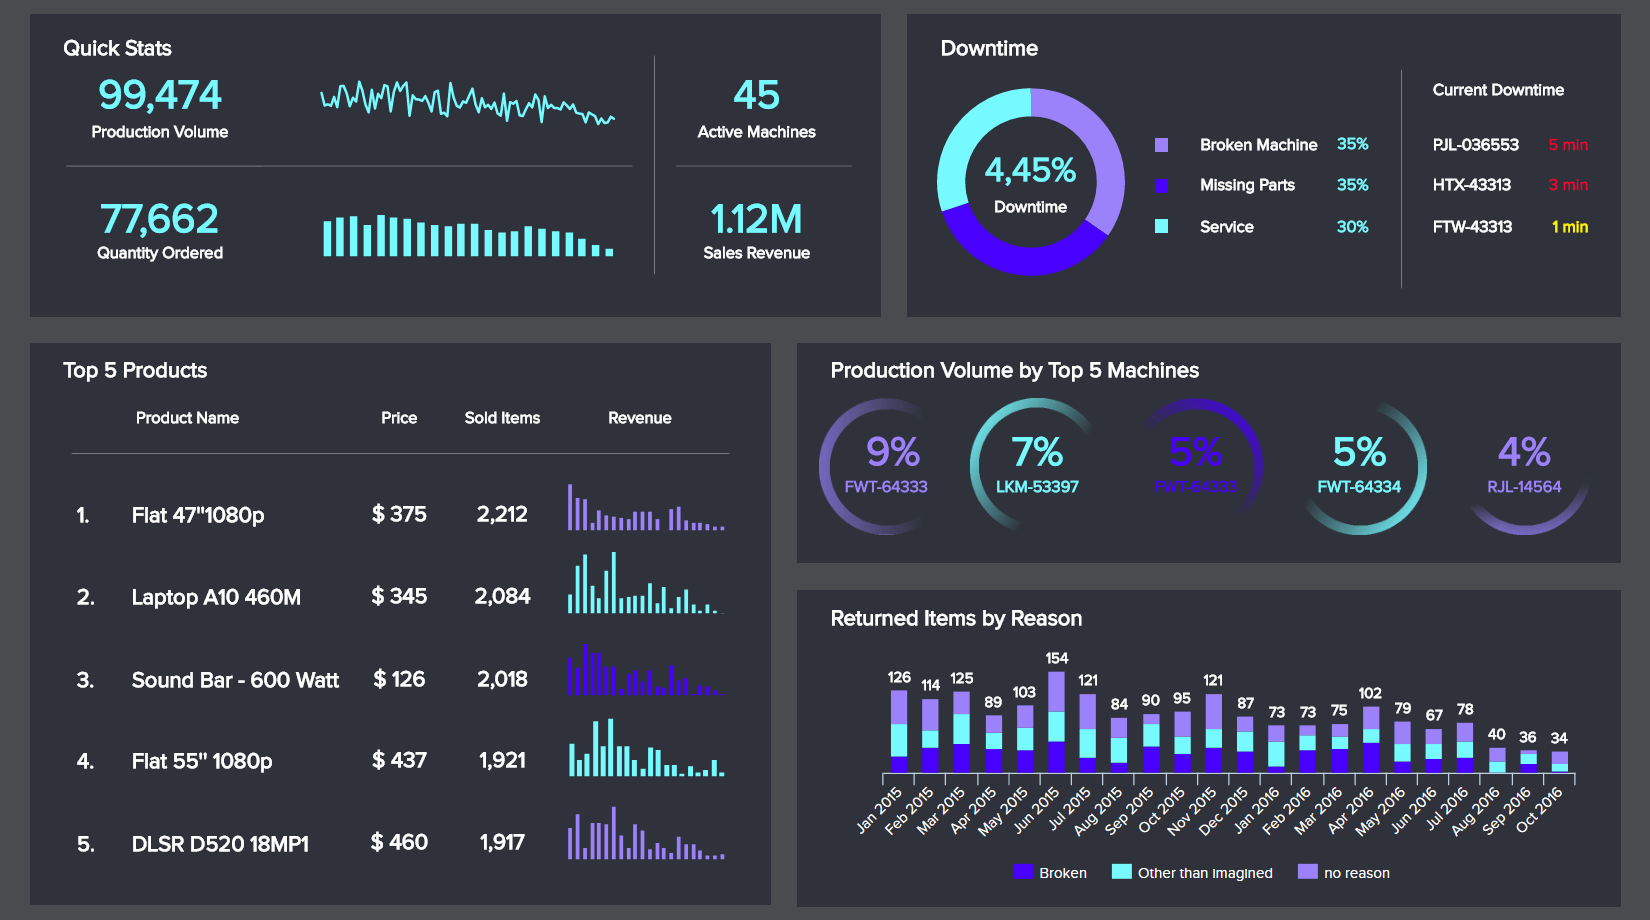 Quick Stats
99,474
Production Volume
45
Active Machines
77,662
Quantity Ordered
1.12M
Sales Revenue
Downtime
4,45%
Downtime
Broken Machine 35%
Missing Parts 35%
Service 30%
Current Downtime
PJL-036553 5 min
HTX-43313 3 min
FTW-43313 1 min
Top 5 Products
Product Name Price Sold Items Revenue
1. Flat 47"1080p $ 375 2,212
2. Laptop A10 460M $ 345 2,084
3. Sound Bar - 600 Watt $ 126 2,018
4. Flat 55" 1080p $ 437 1,921
5. DLSR D520 18MP1 $ 460 1,917
Production Volume by Top 5 Machines
9% 7% 5% 5% 4%
FWT-64333 LKM-53397 FWT-64333 FWT-64334 RJL-14564
Returned Items by Reason
126 114 125 89 103 154 121 84 90 95 121 87 73 73 75 102 79 67 78 40 36 34
Jan 2015 Feb 2015 Mar 2015 Apr 2015 May 2015 Jun 2015 Jul 2015 Aug 2015 Sep 2015 Oct 2015 Nov 2015 Dec 2015 Jan 2016 Feb 2016 Mar 2016 Apr 2016 May 2016 Jun 2016 Jul 2016 Aug 2016 Sep 2016 Oct 2016
Broken Other than imagined no reason